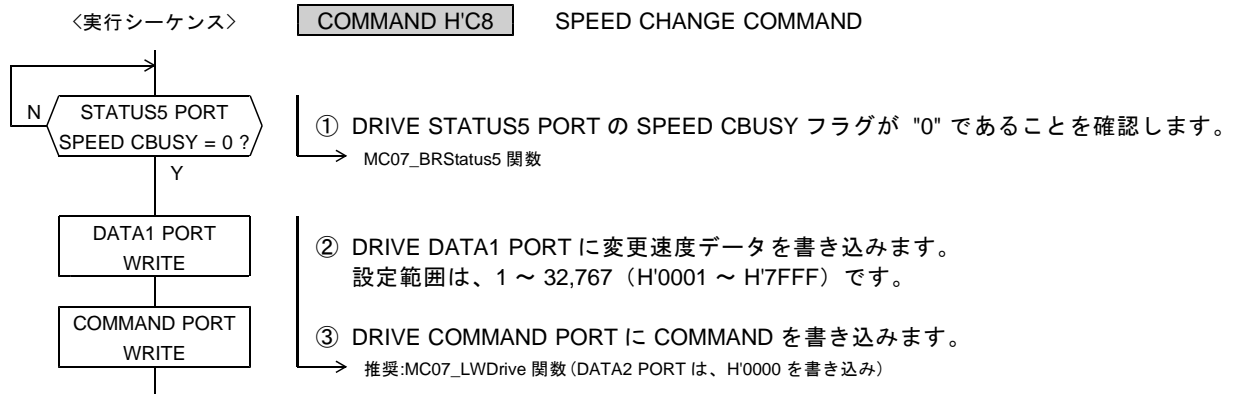 〈実行シーケンス〉 COMMAND H'C8 SPEED CHANGE COMMAND
N
STATUS5 PORT
SPEED CBUSY = 0 ?
Y
① DRIVE STATUS5 PORT の SPEED CBUSY フラグが "0" であることを確認します。
MC07_BRStatus5 関数
DATA1 PORT
WRITE
② DRIVE DATA1 PORT に変更速度データを書き込みます。
設定範囲は、1 ～ 32,767（H'0001 ～ H'7FFF）です。
COMMAND PORT
WRITE
③ DRIVE COMMAND PORT に COMMAND を書き込みます。
推奨:MC07_LWDrive 関数(DATA2 PORT は、H'0000 を書き込み)